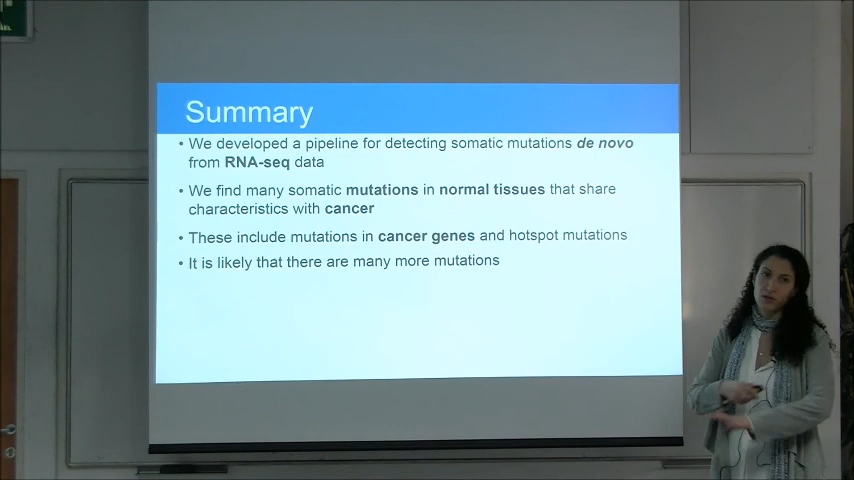 Summary
• We developed a pipeline for detecting somatic mutations de novo
from RNA-seq data
• We find many somatic mutations in normal tissues that share
characteristics with cancer
• These include mutations in cancer genes and hotspot mutations
• It is likely that there are many more mutations